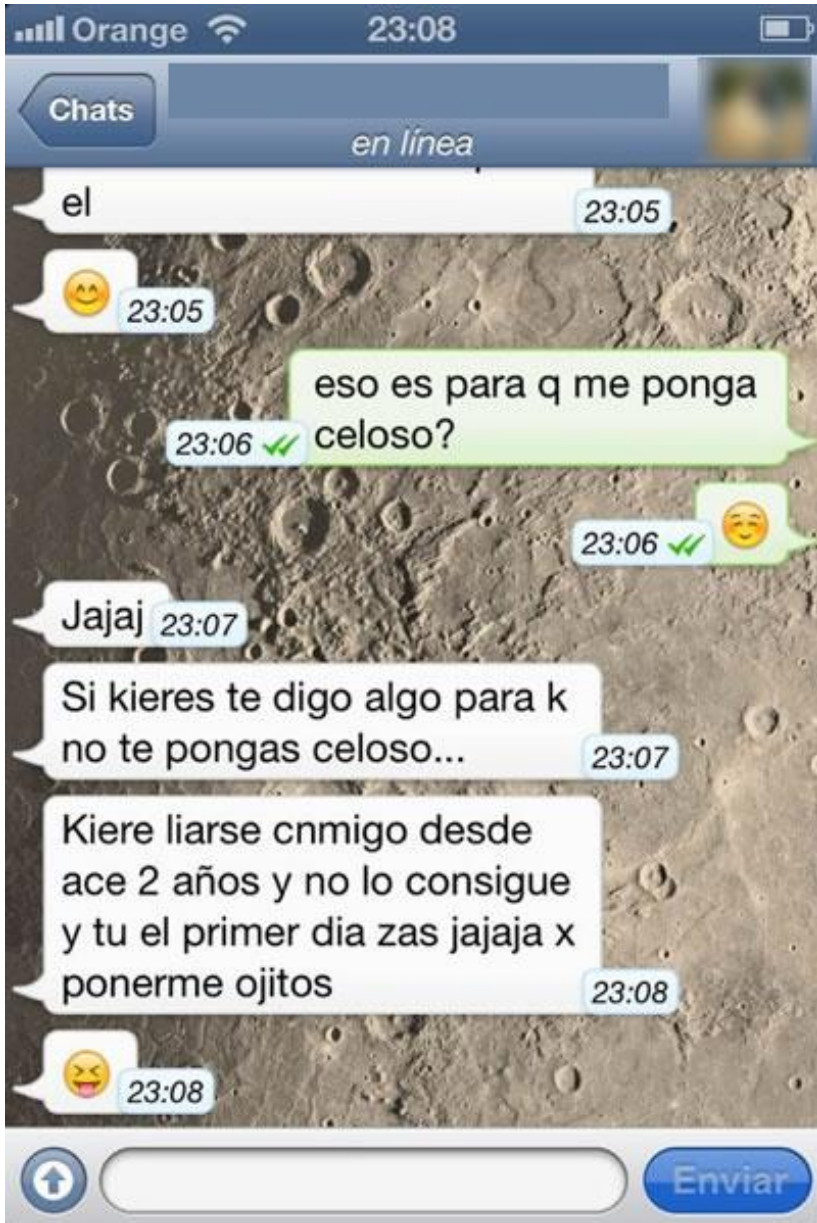 Orange 23:08
Chats
en línea
el 23:05
😊 23:05
eso es para q me ponga
celoso?
23:06
☺️ 23:06
Jajaj 23:07
Si kieres te digo algo para k
no te pongas celoso... 23:07
Kiere liarse cnmigo desde
ace 2 años y no lo consigue
y tu el primer dia zas jajaja x
ponerme ojitos 23:08
😝 23:08
Enviar